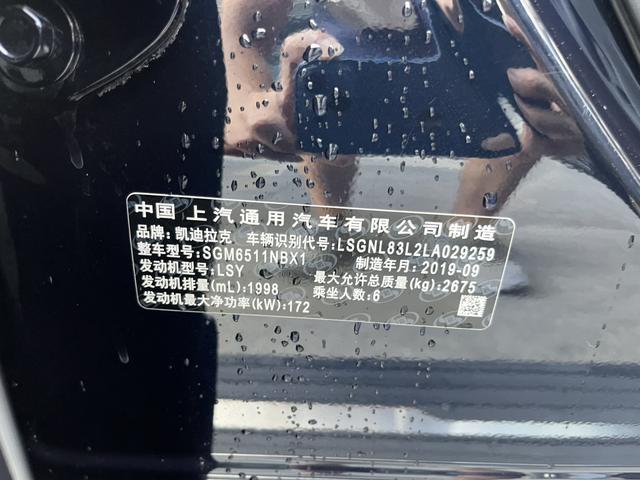 中国 上汽通用汽车有限公司制造
品牌: 凯迪拉克 车辆识别代号: LSGNL83L2LA029259
整车型号: SGM6511NBX1 制造年月: 2019-09
发动机型号: LSY 最大允许总质量(kg): 2675
发动机排量(mL): 1998 乘坐人数: 6
发动机最大净功率(kW): 172